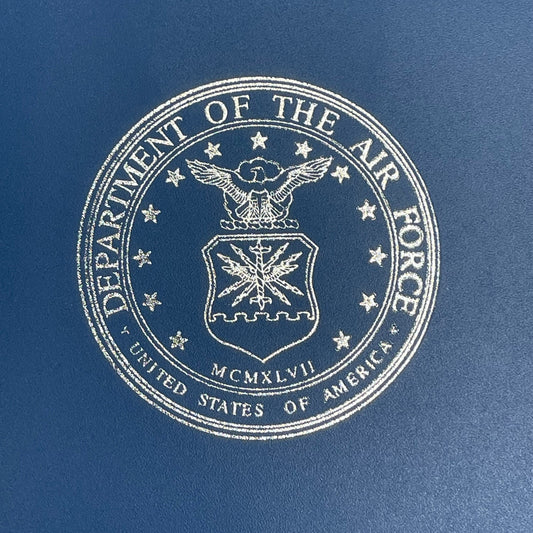 DEPARTMENT OF THE AIR FORCE
MCMXLVII
UNITED STATES OF AMERICA